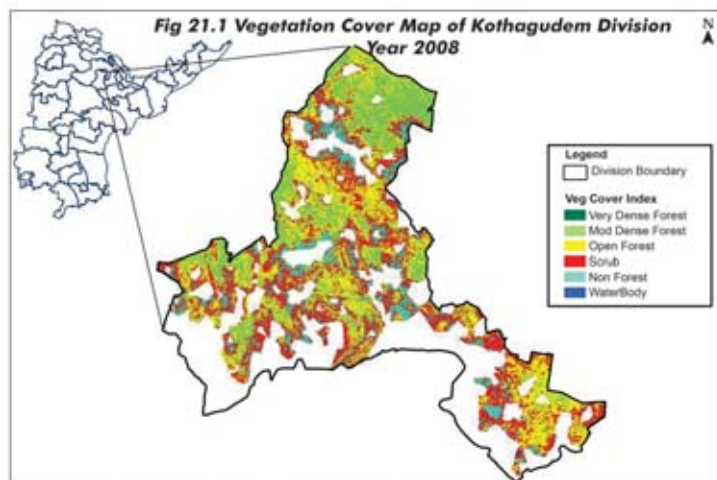 Fig 21.1 Vegetation Cover Map of Kothagudem Division
Year 2008
N
Legend
Division Boundary
Veg Cover Index
Very Dense Forest
Mod Dense Forest
Open Forest
Scrub
Non Forest
WaterBody